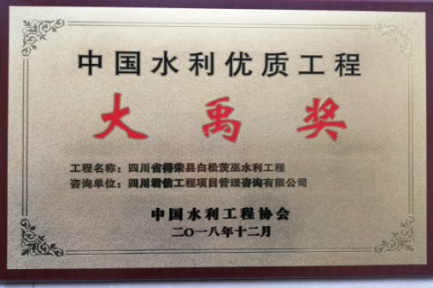 中国水利优质工程
大禹奖
工程名称：四川省得荣县白松茨巫水利工程
咨询单位：四川君信工程项目管理咨询有限公司
中国水利工程协会
二〇一八年十二月